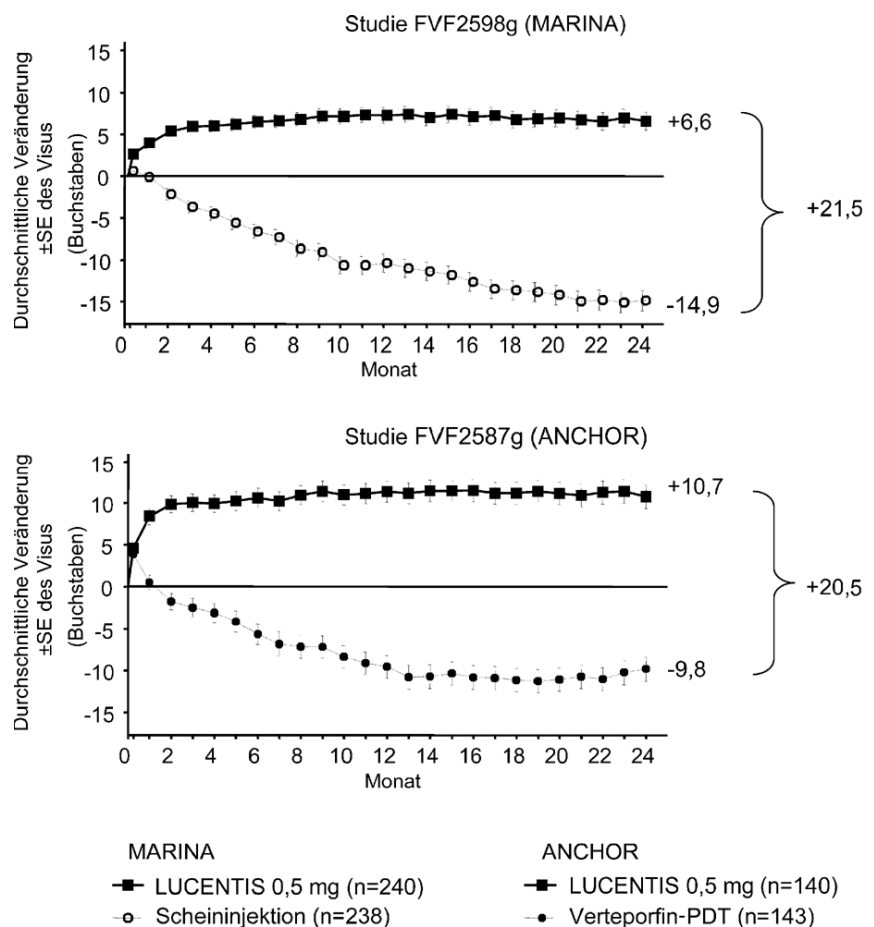 Studie FVF2598g (MARINA)
Durchschnittliche Veränderung
±SE des Visus
(Buchstaben)
15
10
5
0
-5
-10
-15
+6,6
-14,9
+21,5
0 2 4 6 8 10 12 14 16 18 20 22 24
Monat
Studie FVF2587g (ANCHOR)
Durchschnittliche Veränderung
±SE des Visus
(Buchstaben)
15
10
5
0
-5
-10
-15
+10,7
-9,8
+20,5
0 2 4 6 8 10 12 14 16 18 20 22 24
Monat
MARINA
LUCENTIS 0,5 mg (n=240)
Scheininjektion (n=238)
ANCHOR
LUCENTIS 0,5 mg (n=140)
Verteporfin-PDT (n=143)